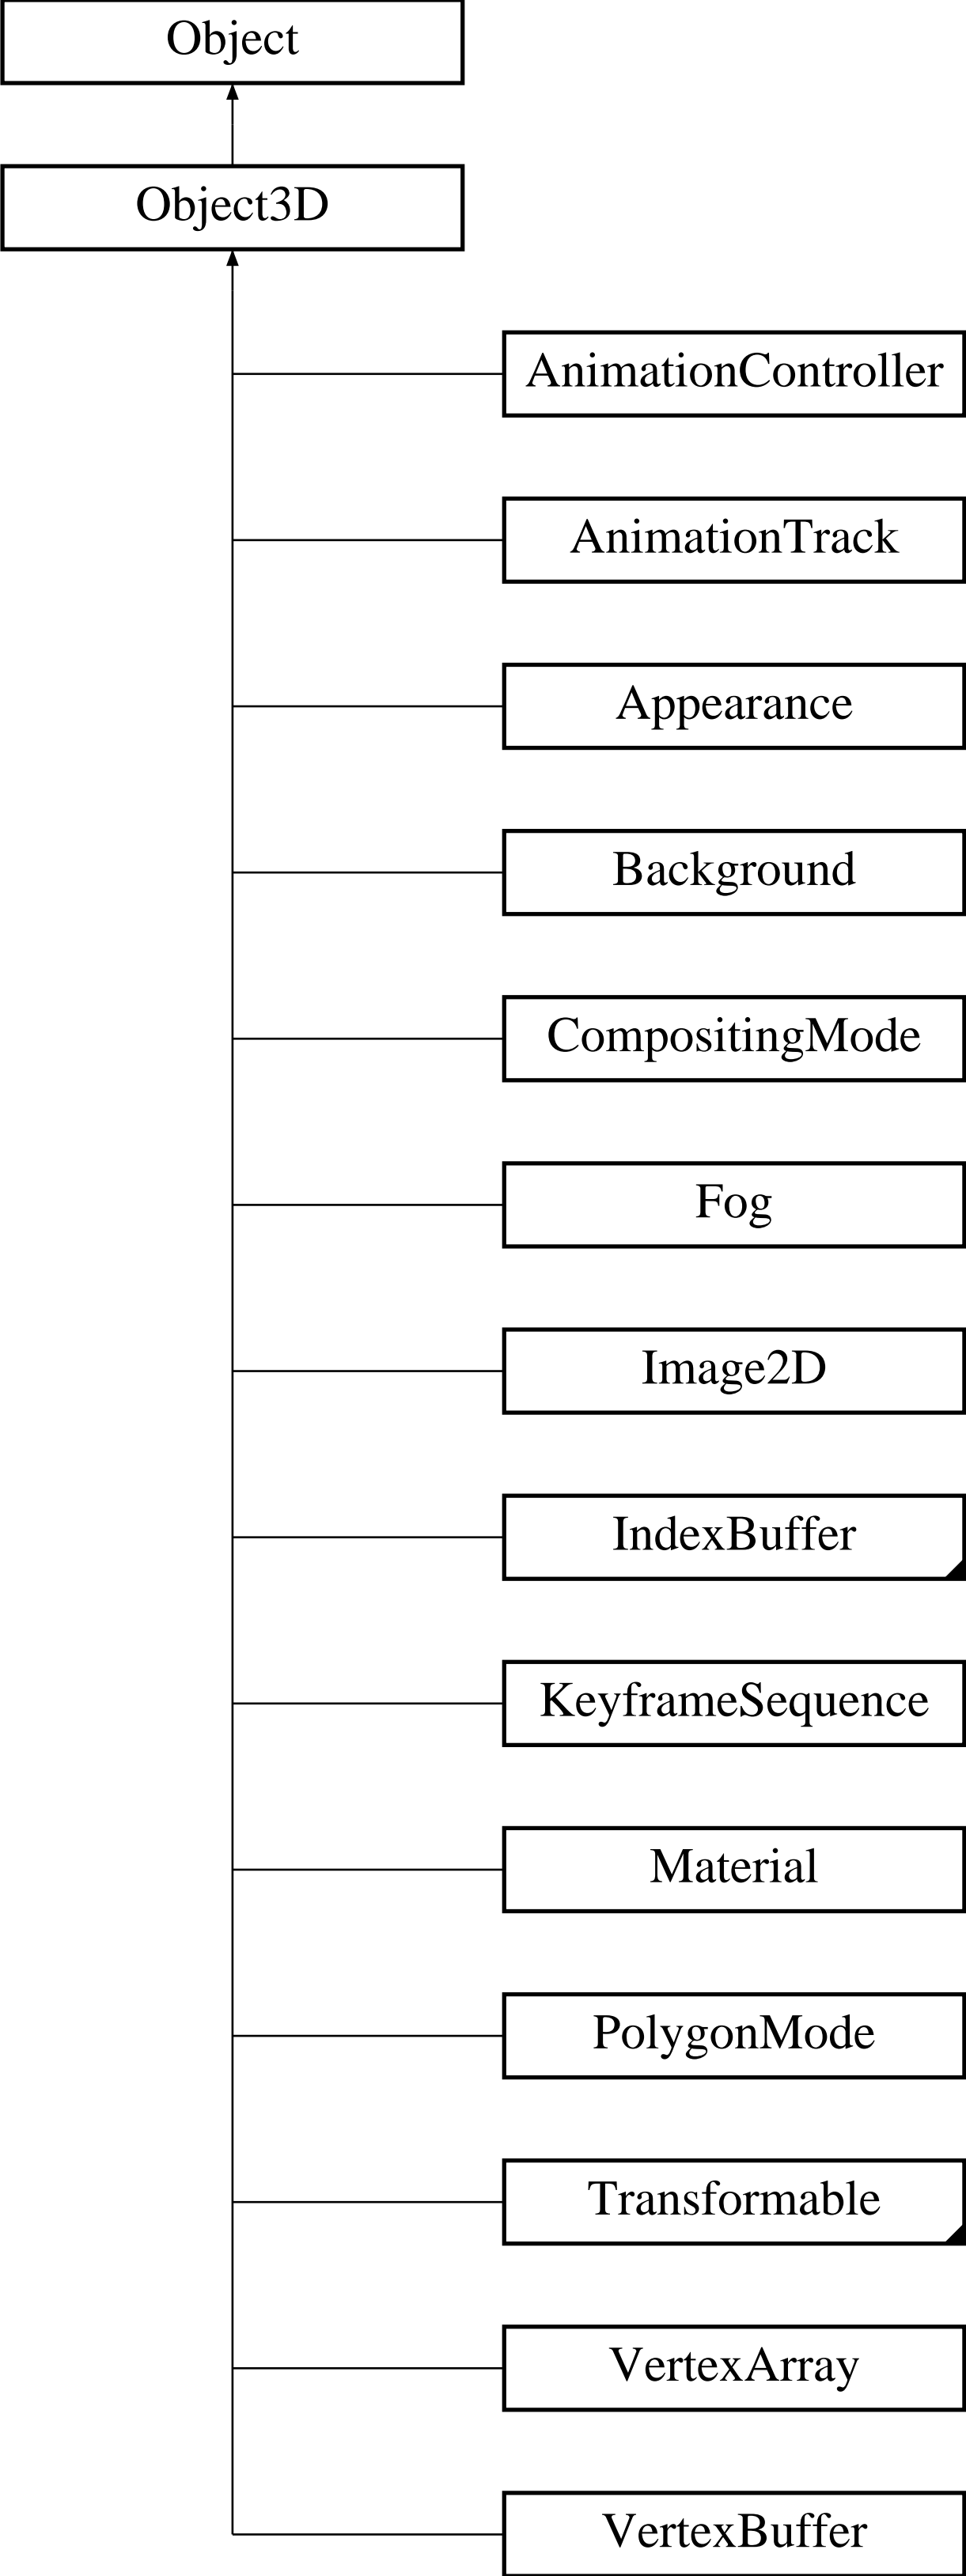 Object
Object3D
AnimationController
AnimationTrack
Appearance
Background
CompositingMode
Fog
Image2D
IndexBuffer
KeyframeSequence
Material
PolygonMode
Transformable
VertexArray
VertexBuffer